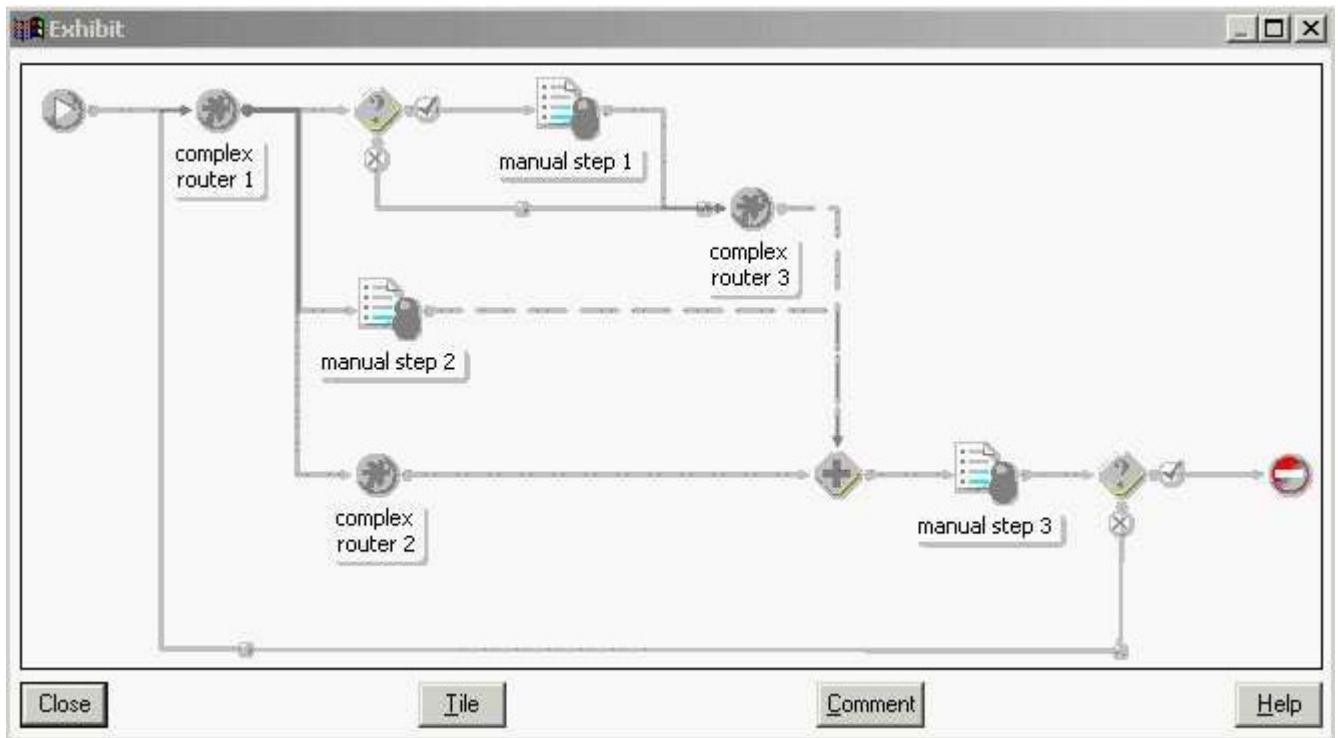 Exhibit
manual step 1
complex
router 1
complex
router 3
manual step 2
complex
router 2
manual step 3
Close
Tile
Comment
Help